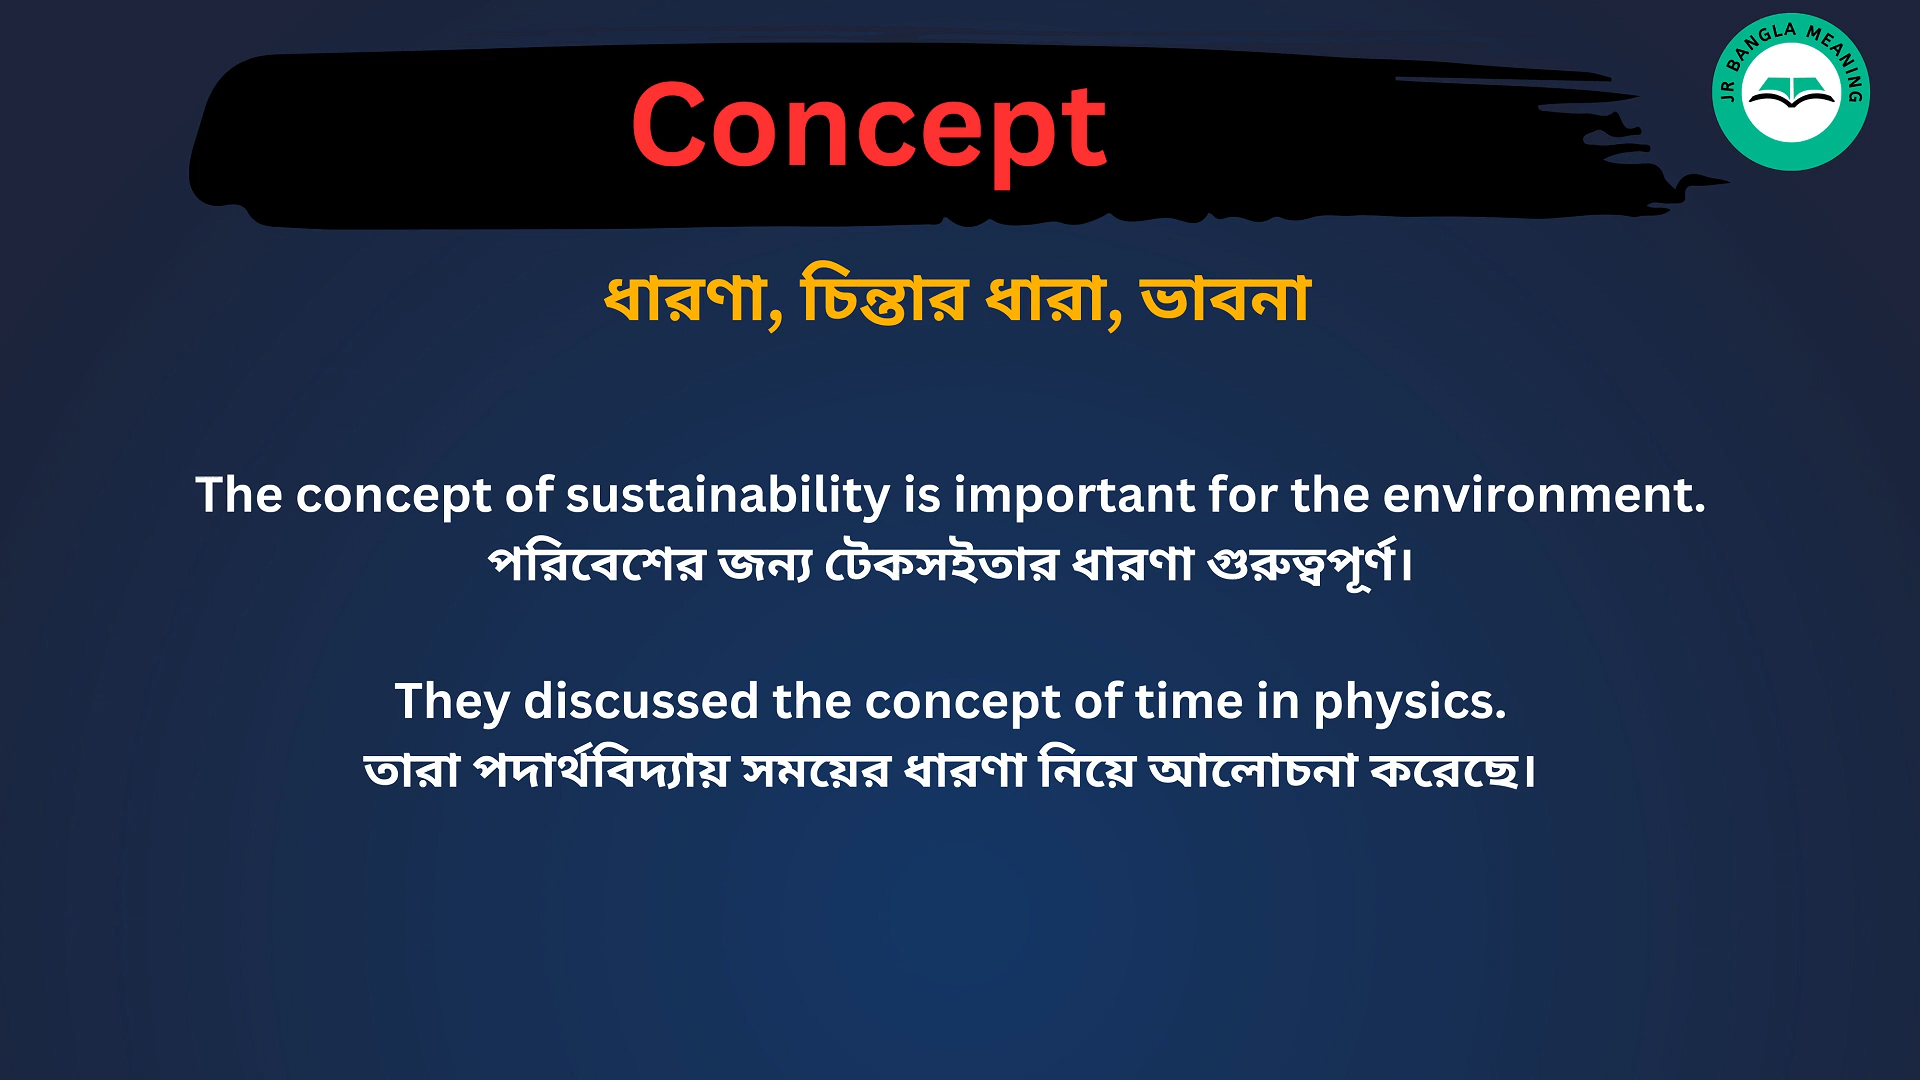 Concept
JR BANGLA MEANING
ধারণা, চিন্তার ধারা, ভাবনা
The concept of sustainability is important for the environment.
পরিবেশের জন্য টেকসইতার ধারণা গুরুত্বপূর্ণ।
They discussed the concept of time in physics.
তারা পদার্থবিদ্যায় সময়ের ধারণা নিয়ে আলোচনা করেছে।